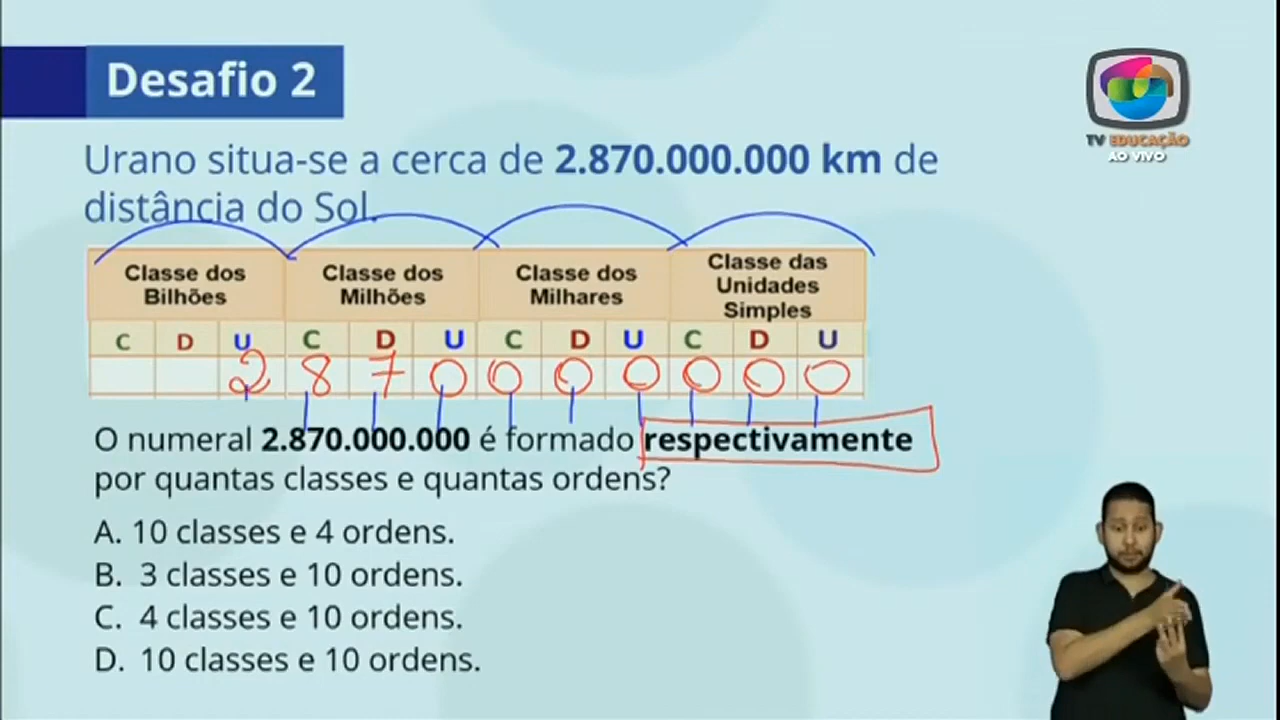 Desafio 2
TV EDUCAÇÃO
AO VIVO
Urano situa-se a cerca de 2.870.000.000 km de
distância do Sol.
Classe dos Bilhões Classe dos Milhões Classe dos Milhares Classe das Unidades Simples
C D U C D U C D U C D U
2 8 7 0 0 0 0 0 0 0
O numeral 2.870.000.000 é formado respectivamente
por quantas classes e quantas ordens?
A. 10 classes e 4 ordens.
B. 3 classes e 10 ordens.
C. 4 classes e 10 ordens.
D. 10 classes e 10 ordens.